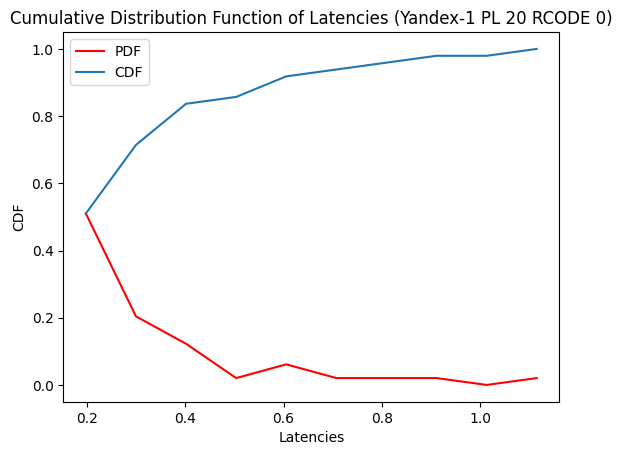 Cumulative Distribution Function of Latencies (Yandex-1 PL 20 RCODE 0)
PDF
CDF
1.0
0.8
0.6
0.4
0.2
0.0
CDF
0.2 0.4 0.6 0.8 1.0
Latencies